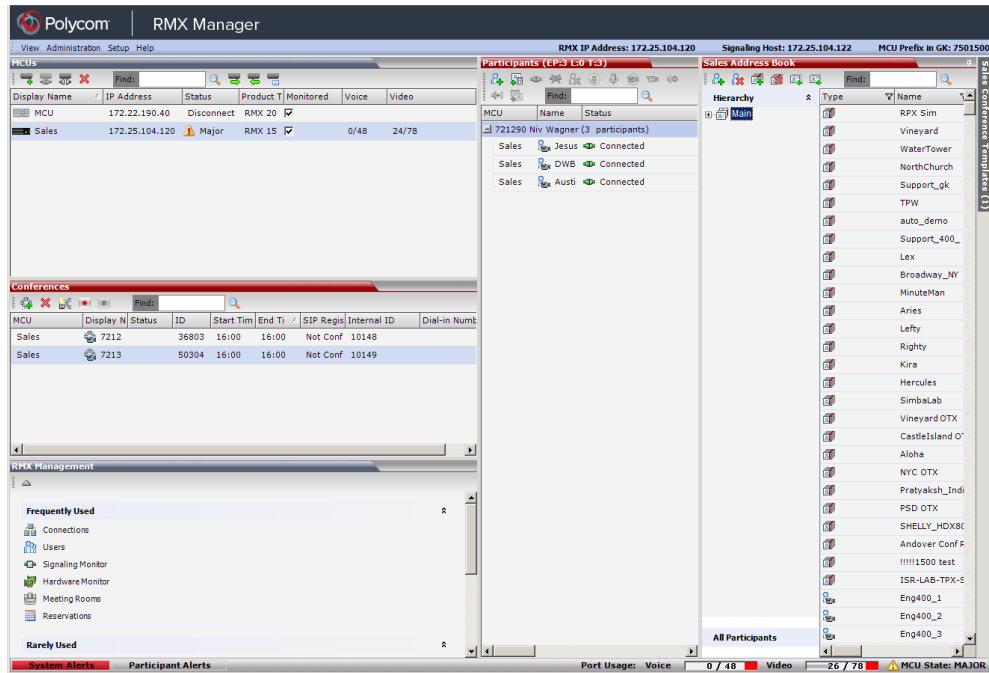 Polycom RMX Manager
View Administration Setup Help RMX IP Address: 172.25.104.120 Signaling Host: 172.25.104.122 MCU Prefix in GK: 7501500
MCUs
Find:
Display Name / IP Address Status Product T Monitored Voice Video
MCU 172.22.190.40 Disconnect RMX 20
Sales 172.25.104.120 Major RMX 15 0/48 24/78
Conferences
Find:
MCU Display N Status ID Start Tim End Ti / SIP Regis Internal ID Dial-in Numb
Sales 7212 36803 16:00 16:00 Not Conf 10148
Sales 7213 50304 16:00 16:00 Not Conf 10149
RMX Management
Frequently Used
Connections
Users
Signaling Monitor
Hardware Monitor
Meeting Rooms
Reservations
Rarely Used
Participants (EP:3 L:0 T:3)
Find:
MCU Name Status
721290 Niv Wagner (3 participants)
Sales Jesus Connected
Sales DWB Connected
Sales Austi Connected
Sales Address Book
Find:
Hierarchy
Main
All Participants
Type Name
RPX Sim
Vineyard
WaterTower
NorthChurch
Support_gk
TPW
auto_demo
Support_400_
Lex
Broadway_NY
MinuteMan
Aries
Lefty
Righty
Kira
Hercules
SimbaLab
Vineyard OTX
CastleIsland O
Aloha
NYC OTX
Pratyaksh_Indi
PSD OTX
SHELLY_HDX80
Andover Conf R
!!!!!1500 test
ISR-LAB-TPX-S
Eng400_1
Eng400_2
Eng400_3
Sales Conference Templates (1)
System Alerts Participant Alerts Port Usage: Voice 0 / 48 Video 26 / 78 MCU State: MAJOR